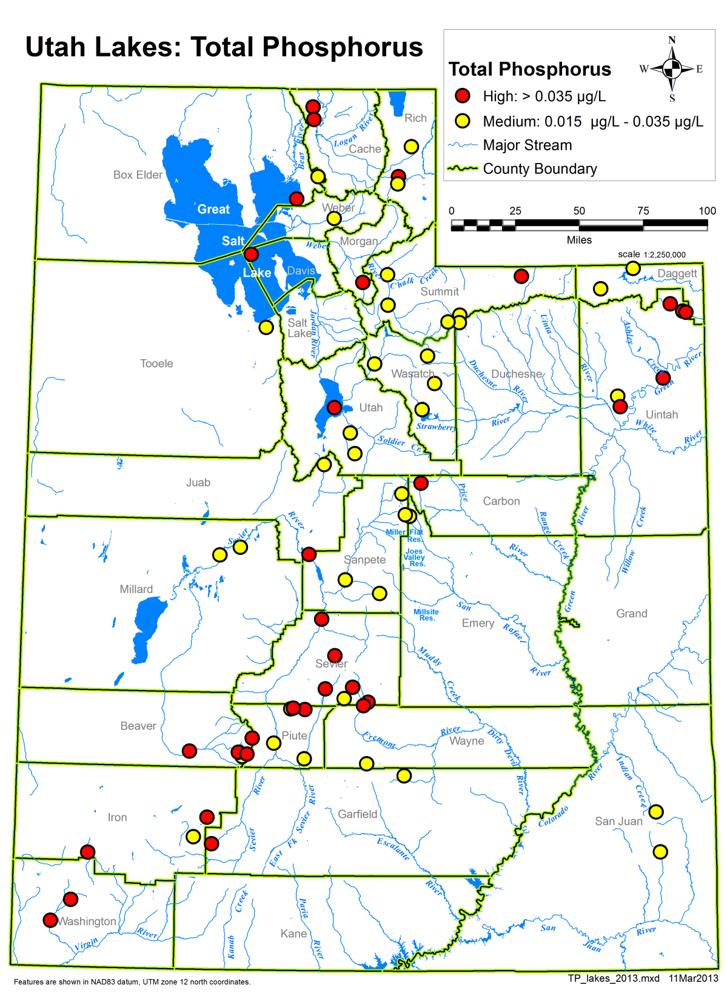 Utah Lakes: Total Phosphorus
N
W
E
S
Total Phosphorus
High: > 0.035 µg/L
Medium: 0.015 µg/L - 0.035 µg/L
Major Stream
County Boundary
0 25 50 75 100
Miles
scale 1:2,250,000
Rich
Logan River
Cache
Bear River
Box Elder
Great
Salt
Lake
Weber
Morgan
Weber
River
Davis
Chalk Creek
Summit
Daggett
Salt
Lake
Jordan River
Tooele
Wasatch
Duchesne
Duchesne River
Uinta
River
Ashley
Creek
Green
River
Uintah
White
River
Utah
Strawberry
River
Soldier Cr.
Juab
Price
Carbon
River
Range
Creek
Willow
Creek
River
Sevier
Miller Flat
Res.
Joes
Valley
Res.
River
Sanpete
Millard
Millsite
Res.
San
Rafael
River
Emery
Green
Grand
Sevier
Muddy
Creek
Beaver
Piute
Fremont
River
Wayne
Dirty
Devil
River
Indian
Creek
River
Colorado
Iron
River
Sevier
East Fk Sevier River
Garfield
Escalante
River
San Juan
Washington
Virgin
River
Kane
Kanab
Creek
Paria
River
San
Juan
River
Features are shown in NAD83 datum, UTM zone 12 north coordinates.
TP_lakes_2013.mxd 11Mar2013